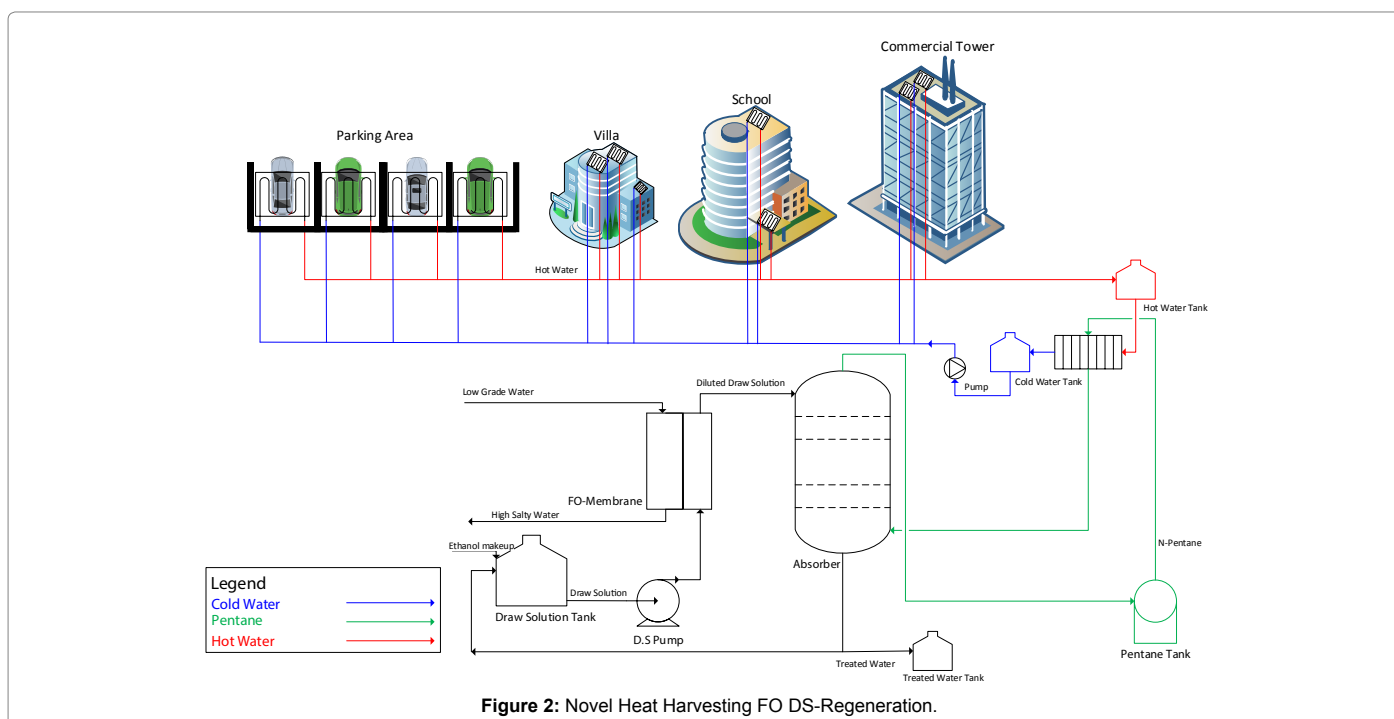 Commercial Tower
School
Parking Area
Villa
Hot Water
Hot Water Tank
Pump
Cold Water Tank
Low Grade Water
Diluted Draw Solution
FO-Membrane
High Salty Water
Ethanol makeup
Draw Solution
Draw Solution Tank
D.S Pump
Absorber
N-Pentane
Pentane Tank
Treated Water
Treated Water Tank
Legend
Cold Water
Pentane
Hot Water
Figure 2: Novel Heat Harvesting FO DS-Regeneration.